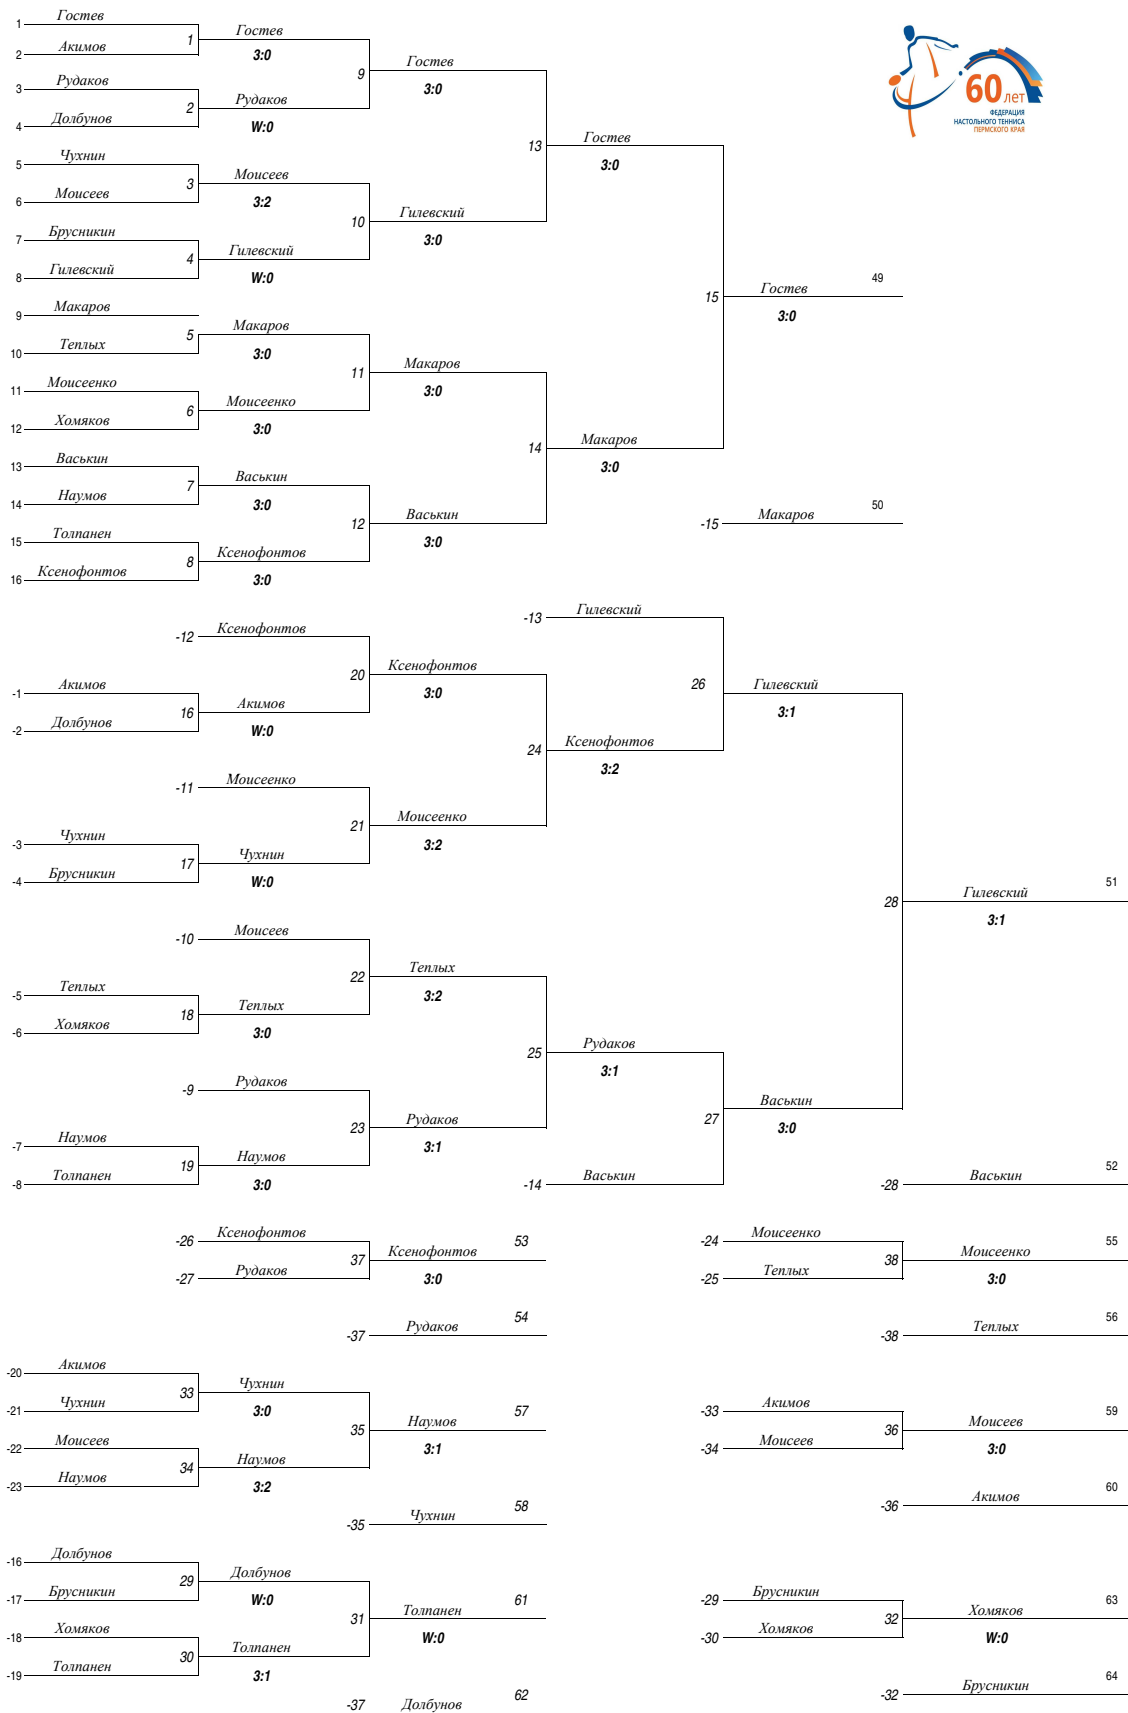 1 Гостев
2 Акимов
1 Гостев
3:0
3 Рудаков
4 Долбунов
2 Рудаков
W:0
9 Гостев
3:0
5 Чухнин
6 Моисеев
3 Моисеев
3:2
7 Брусникин
8 Гилевский
4 Гилевский
W:0
10 Гилевский
3:0
13 Гостев
3:0
60 лет
ФЕДЕРАЦИЯ
НАСТОЛЬНОГО ТЕННИСА
ПЕРМСКОГО КРАЯ
9 Макаров
10 Теплых
5 Макаров
3:0
11 Моисеенко
12 Хомяков
6 Моисеенко
3:0
11 Макаров
3:0
13 Васькин
14 Наумов
7 Васькин
3:0
15 Толпанен
16 Ксенофонтов
8 Ксенофонтов
3:0
12 Васькин
3:0
14 Макаров
3:0
15 Гостев 49
3:0
-15 Макаров 50
-12 Ксенофонтов
-1 Акимов
-2 Долбунов
16 Акимов
W:0
20 Ксенофонтов
3:0
-11 Моисеенко
-3 Чухнин
-4 Брусникин
17 Чухнин
W:0
21 Моисеенко
3:2
24 Ксенофонтов
3:2
-13 Гилевский
26 Гилевский
3:1
-10 Моисеев
-5 Теплых
-6 Хомяков
18 Теплых
3:0
22 Теплых
3:2
-9 Рудаков
-7 Наумов
-8 Толпанен
19 Наумов
3:0
23 Рудаков
3:1
25 Рудаков
3:1
-14 Васькин
27 Васькин
3:0
28 Гилевский 51
3:1
-28 Васькин 52
-26 Ксенофонтов
-27 Рудаков
37 Ксенофонтов 53
3:0
-37 Рудаков 54
-24 Моисеенко
-25 Теплых
38 Моисеенко 55
3:0
-38 Теплых 56
-20 Акимов
-21 Чухнин
33 Чухнин
3:0
-22 Моисеев
-23 Наумов
34 Наумов
3:2
35 Наумов 57
3:1
-35 Чухнин 58
-33 Акимов
-34 Моисеев
36 Моисеев 59
3:0
-36 Акимов 60
-16 Долбунов
-17 Брусникин
29 Долбунов
W:0
-18 Хомяков
-19 Толпанен
30 Толпанен
3:1
31 Толпанен 61
W:0
-37 Долбунов 62
-29 Брусникин
-30 Хомяков
32 Хомяков 63
W:0
-32 Брусникин 64